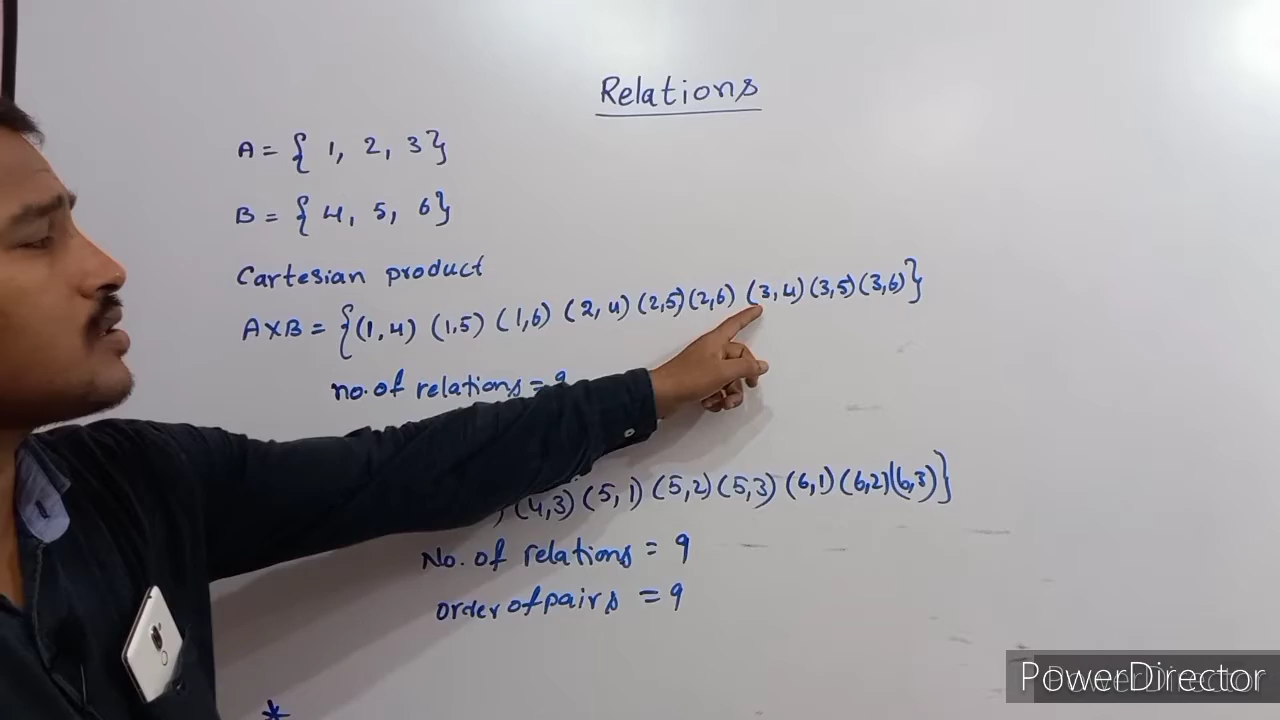 Relations
A = { 1, 2, 3}
B = { 4, 5, 6}
Cartesian product
A×B = {(1,4) (1,5) (1,6) (2,4) (2,5)(2,6) (3,4)(3,5)(3,6)}
no. of relations = 9
(4,3)(5,1)(5,2)(5,3)(6,1)(6,2)(6,3)}
No. of relations = 9
order of pairs = 9
*
PowerDirector